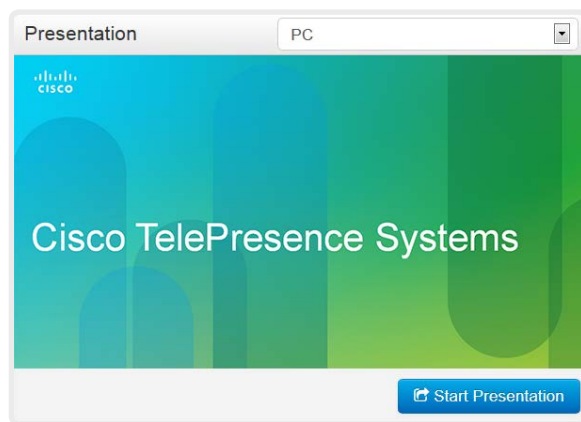 Presentation
PC
CISCO
Cisco TelePresence Systems
Start Presentation